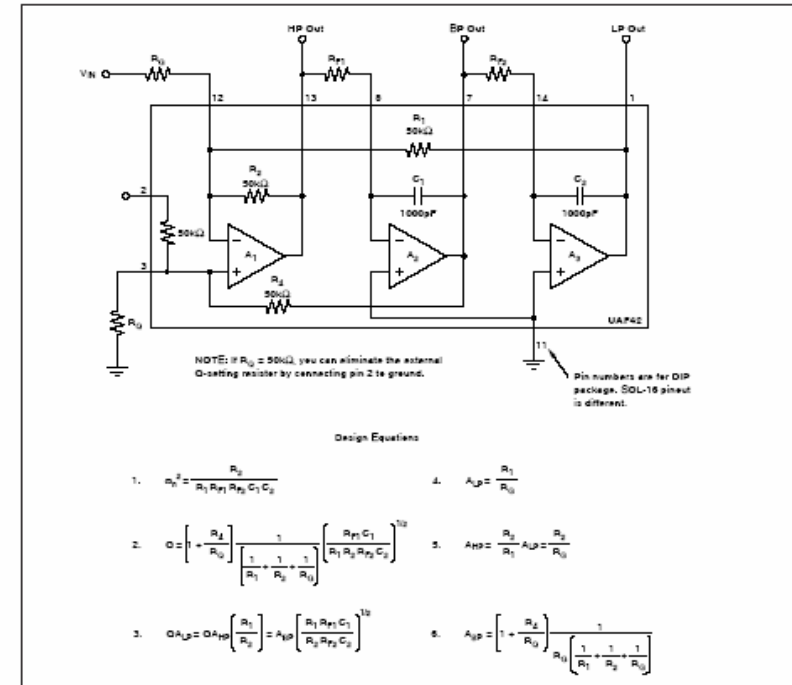 HP Out BP Out LP Out
V_IN R_G R_F1 R_F2
12 13 8 7 14 1
R_1
50kΩ
R_2
50kΩ
C_1
1000pF
C_2
1000pF
2
50kΩ
A_1 A_2 A_3
3
R_4
50kΩ
R_Q
UAF42
11
NOTE: If R_Q = 50kΩ, you can eliminate the external
Q-setting resistor by connecting pin 2 to ground.
Pin numbers are for DIP
package. SOL-16 pinout
is different.
Design Equations
1. ω_n^2 = R_2 / (R_1 R_F1 R_F2 C_1 C_2)
4. A_LP = R_1 / R_G
2. Q = [1 + R_4 / R_Q] 1 / [1/R_1 + 1/R_2 + 1/R_G] [R_F1 C_1 / (R_1 R_2 R_F2 C_2)]^1/2
5. A_HP = (R_2 / R_1) A_LP = R_2 / R_G
3. QA_LP = QA_HP [R_1 / R_2] = A_BP [R_1 R_F1 C_1 / (R_2 R_F2 C_2)]^1/2
6. A_BP = [1 + R_4 / R_Q] 1 / (R_G [1/R_1 + 1/R_2 + 1/R_G])